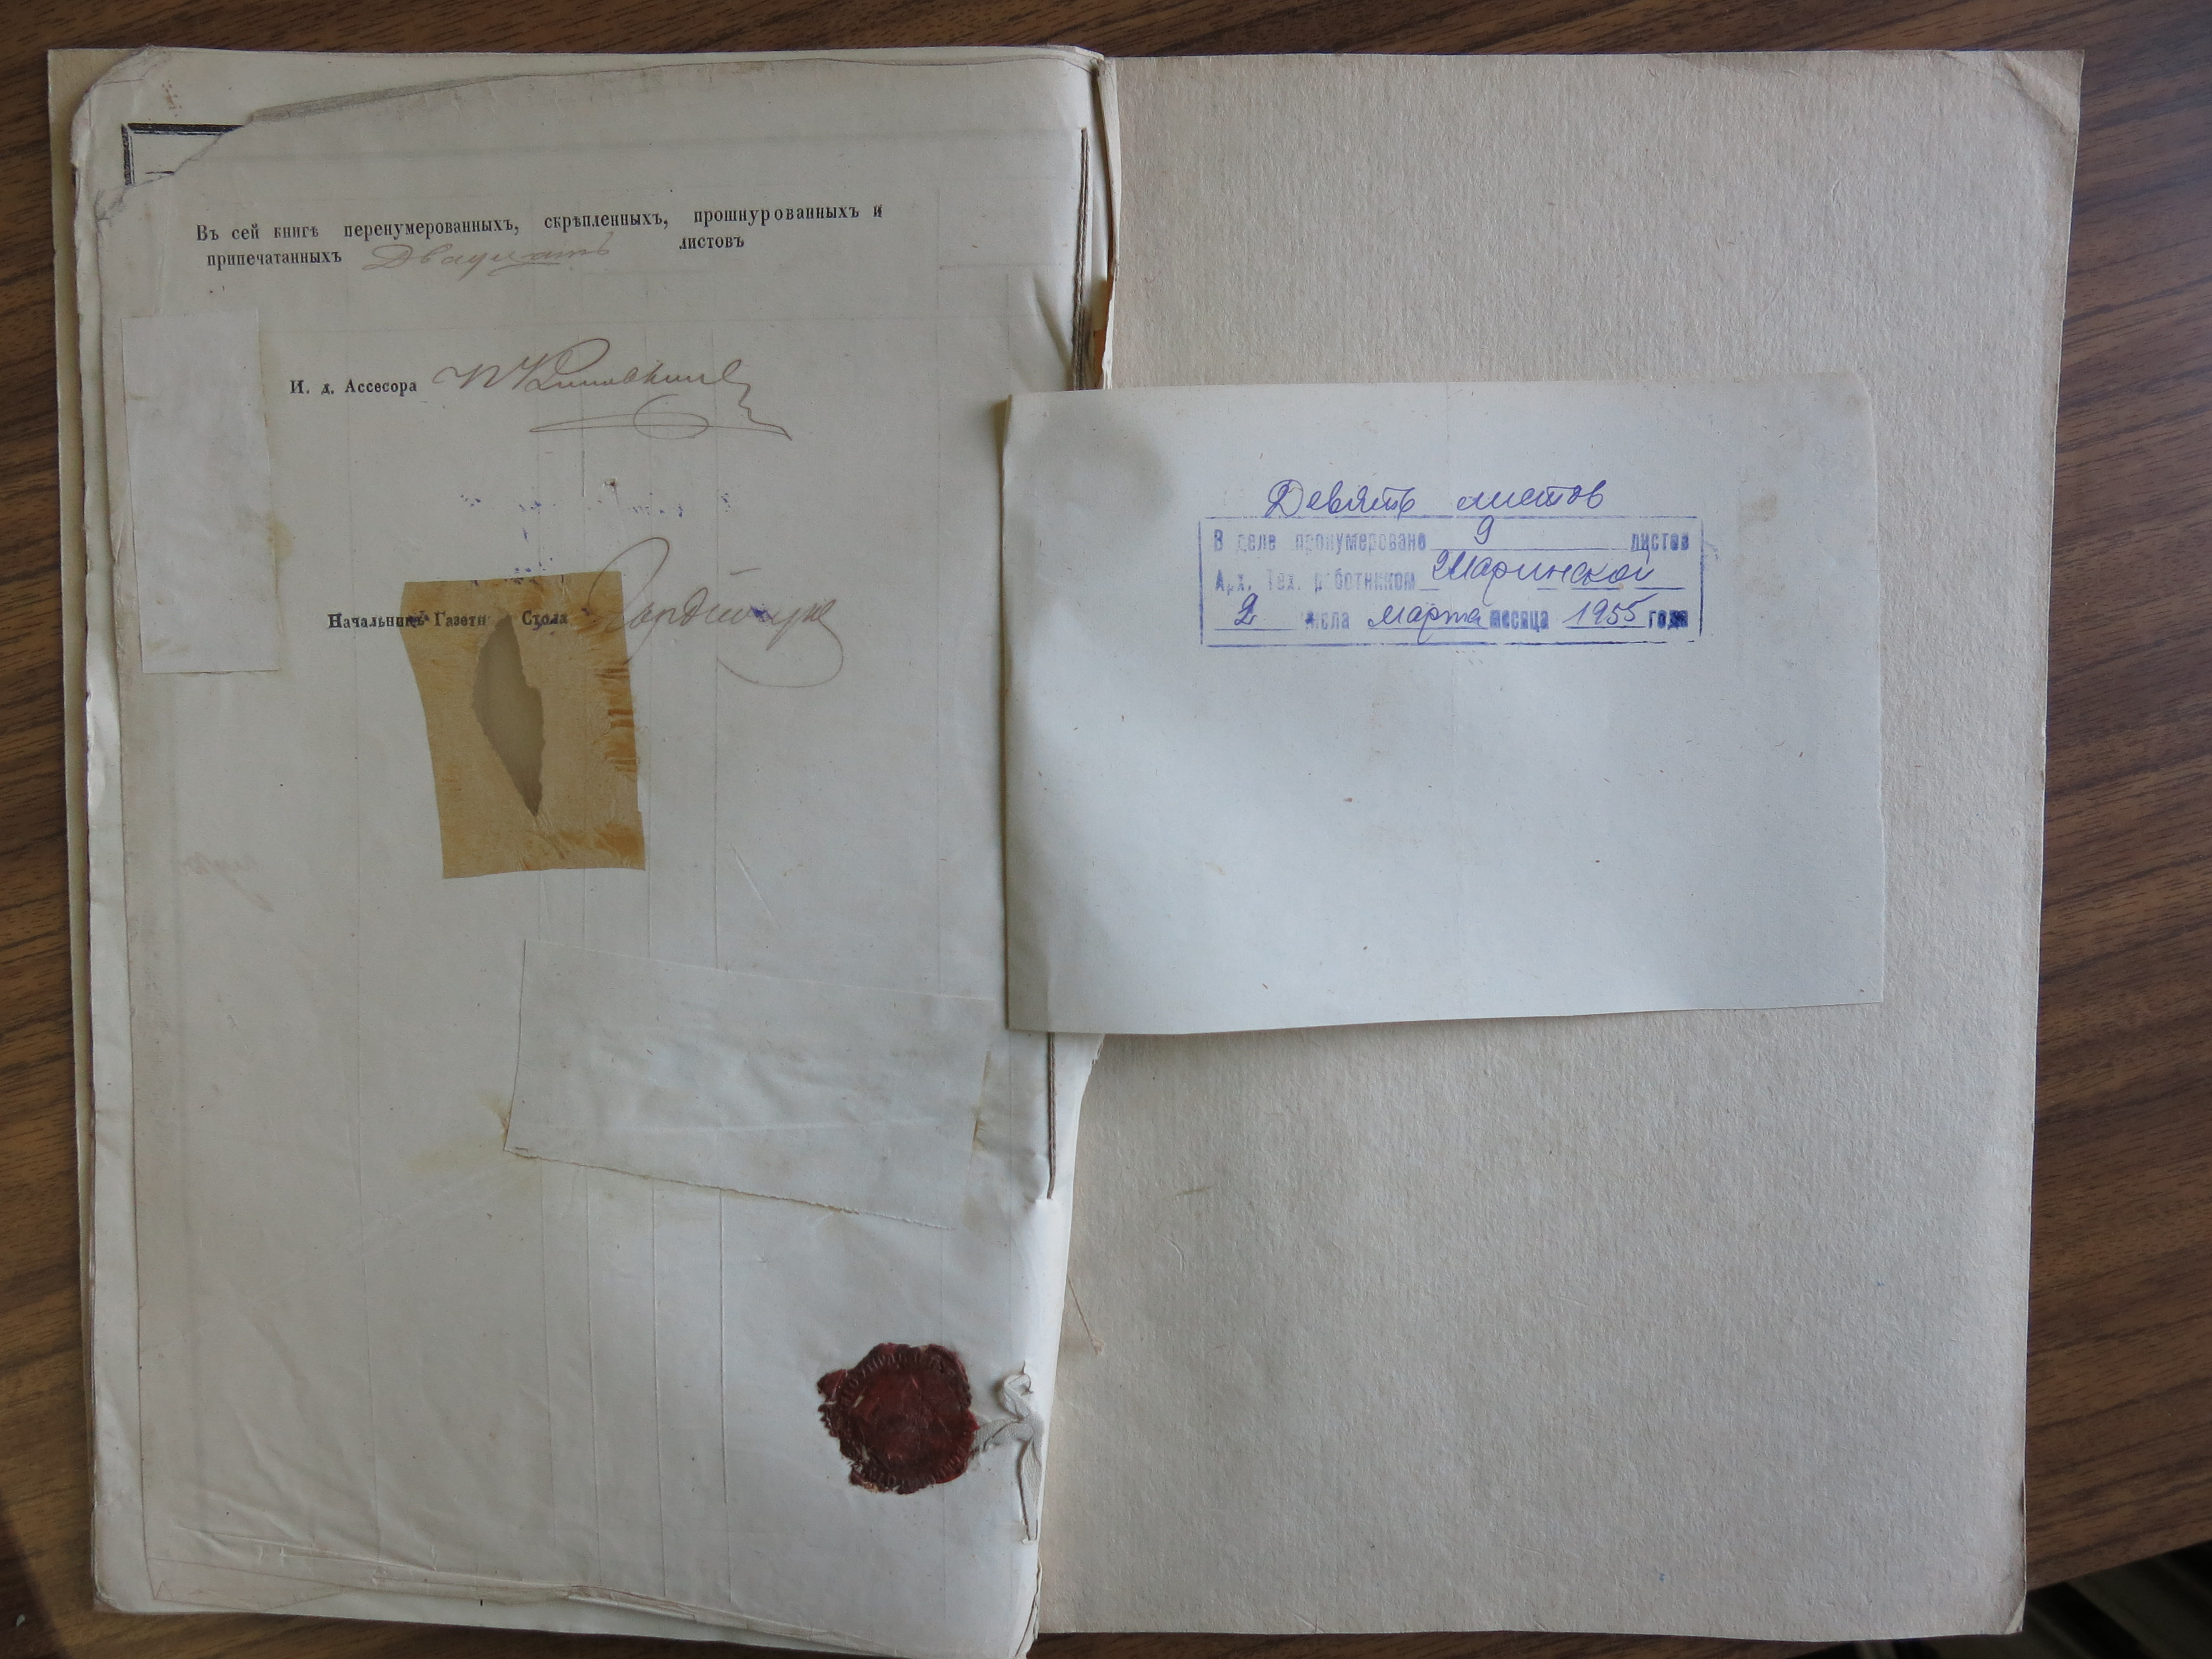 Въ сей книгѣ перенумерованныхъ, скрѣпленныхъ, прошнурованныхъ и
припечатанныхъ Двадцать листовъ
И. д. Ассесора
Начальникъ Газетн Стола
Девять листов
В деле пронумеровано 9 листов
Арх. Тех. работником Маринской
2 числа марта месяца 1955 года